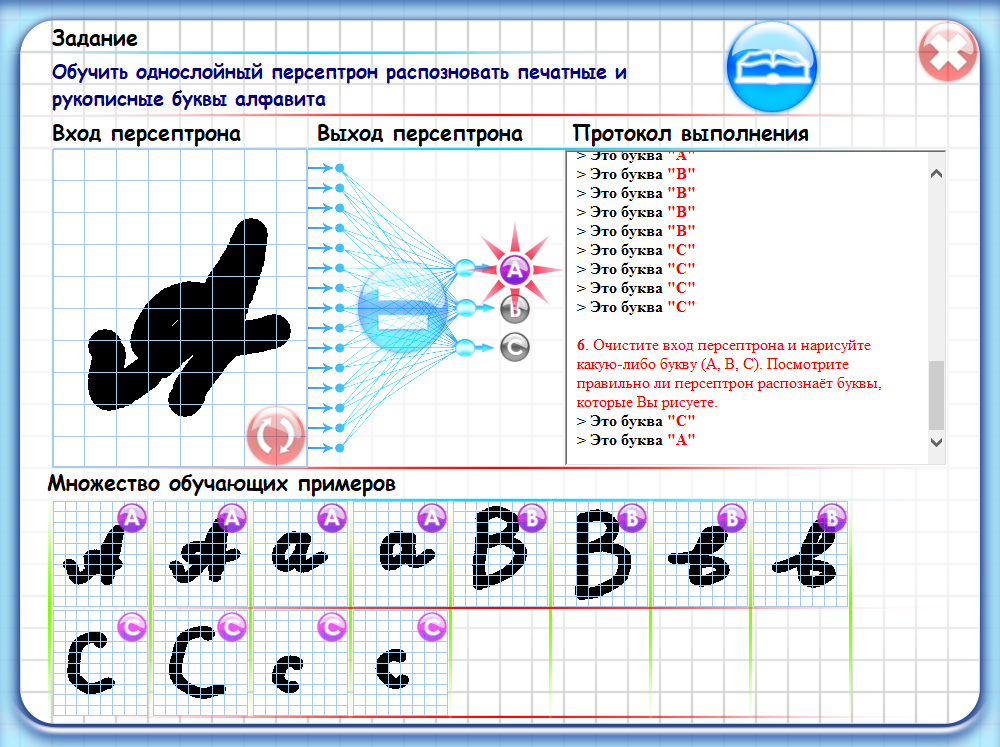 Задание
Обучить однослойный персептрон распозновать печатные и
рукописные буквы алфавита
Вход персептрона
Выход персептрона
Протокол выполнения
A
B
C
> Это буква "A"
> Это буква "B"
> Это буква "B"
> Это буква "B"
> Это буква "B"
> Это буква "C"
> Это буква "C"
> Это буква "C"
> Это буква "C"
6. Очистите вход персептрона и нарисуйте
какую-либо букву (A, B, C). Посмотрите
правильно ли персептрон распознаёт буквы,
которые Вы рисуете.
> Это буква "C"
> Это буква "A"
Множество обучающих примеров
A A A A B B B B
A A a a B B в в
C C C C
C C c c